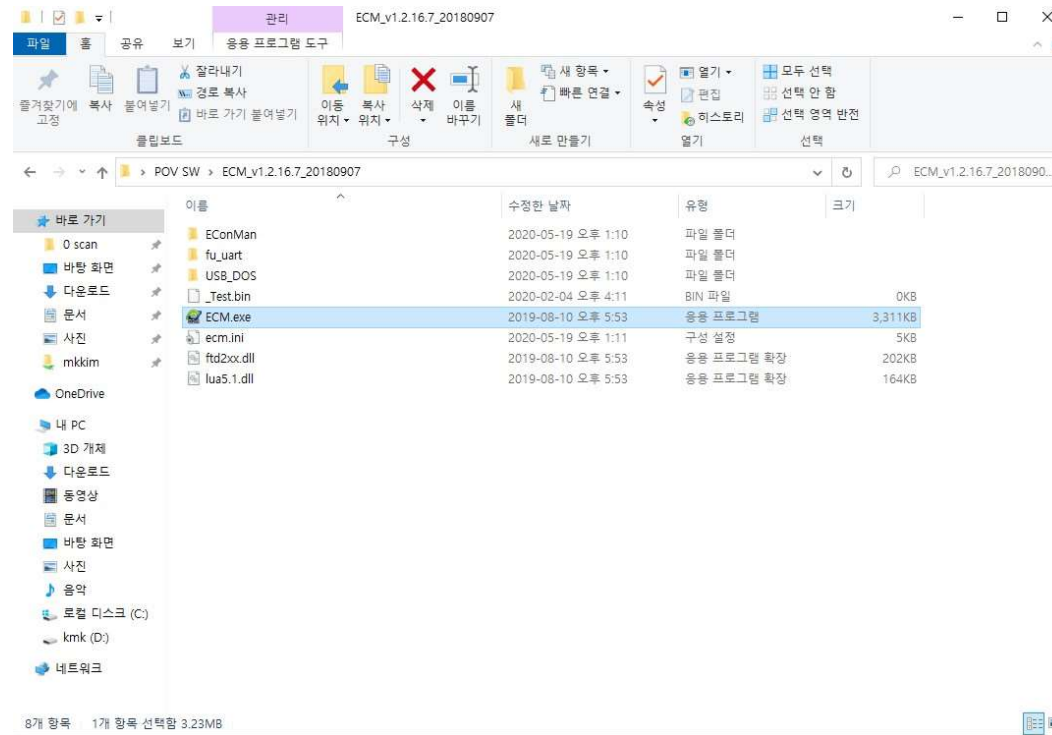 관리 ECM_v1.2.16.7_20180907
파일 홈 공유 보기 응용 프로그램 도구
즐겨찾기에 고정
복사
붙여넣기
잘라내기
경로 복사
바로 가기 붙여넣기
클립보드
이동 위치
복사 위치
삭제
이름 바꾸기
구성
새 폴더
새 항목
빠른 연결
새로 만들기
속성
열기
편집
히스토리
열기
모두 선택
선택 안 함
선택 영역 반전
선택
POV SW > ECM_v1.2.16.7_20180907
ECM_v1.2.16.7_2018090...
바로 가기
0 scan
바탕 화면
다운로드
문서
사진
mkkim
OneDrive
내 PC
3D 개체
다운로드
동영상
문서
바탕 화면
사진
음악
로컬 디스크 (C:)
kmk (D:)
네트워크
이름 수정한 날짜 유형 크기
EConMan 2020-05-19 오후 1:10 파일 폴더
fu_uart 2020-05-19 오후 1:10 파일 폴더
USB_DOS 2020-05-19 오후 1:10 파일 폴더
_Test.bin 2020-02-04 오후 4:11 BIN 파일 0KB
ECM.exe 2019-08-10 오후 5:53 응용 프로그램 3,311KB
ecm.ini 2020-05-19 오후 1:11 구성 설정 5KB
ftd2xx.dll 2019-08-10 오후 5:53 응용 프로그램 확장 202KB
lua5.1.dll 2019-08-10 오후 5:53 응용 프로그램 확장 164KB
8개 항목 1개 항목 선택함 3.23MB